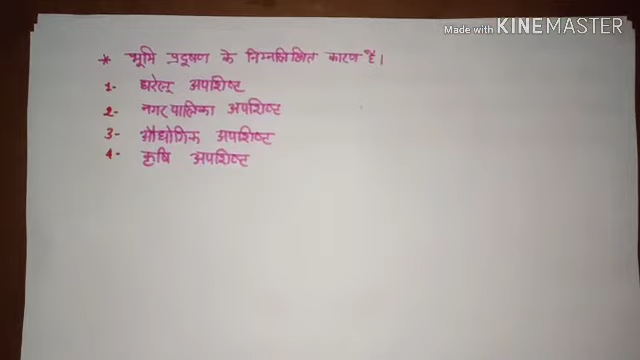 Made with KINEMASTER
* भूमि प्रदूषण के निम्नलिखित कारण हैं।
1- घरेलू अपशिष्ट
2- नगरपालिका अपशिष्ट
3- औद्योगिक अपशिष्ट
4- कृषि अपशिष्ट